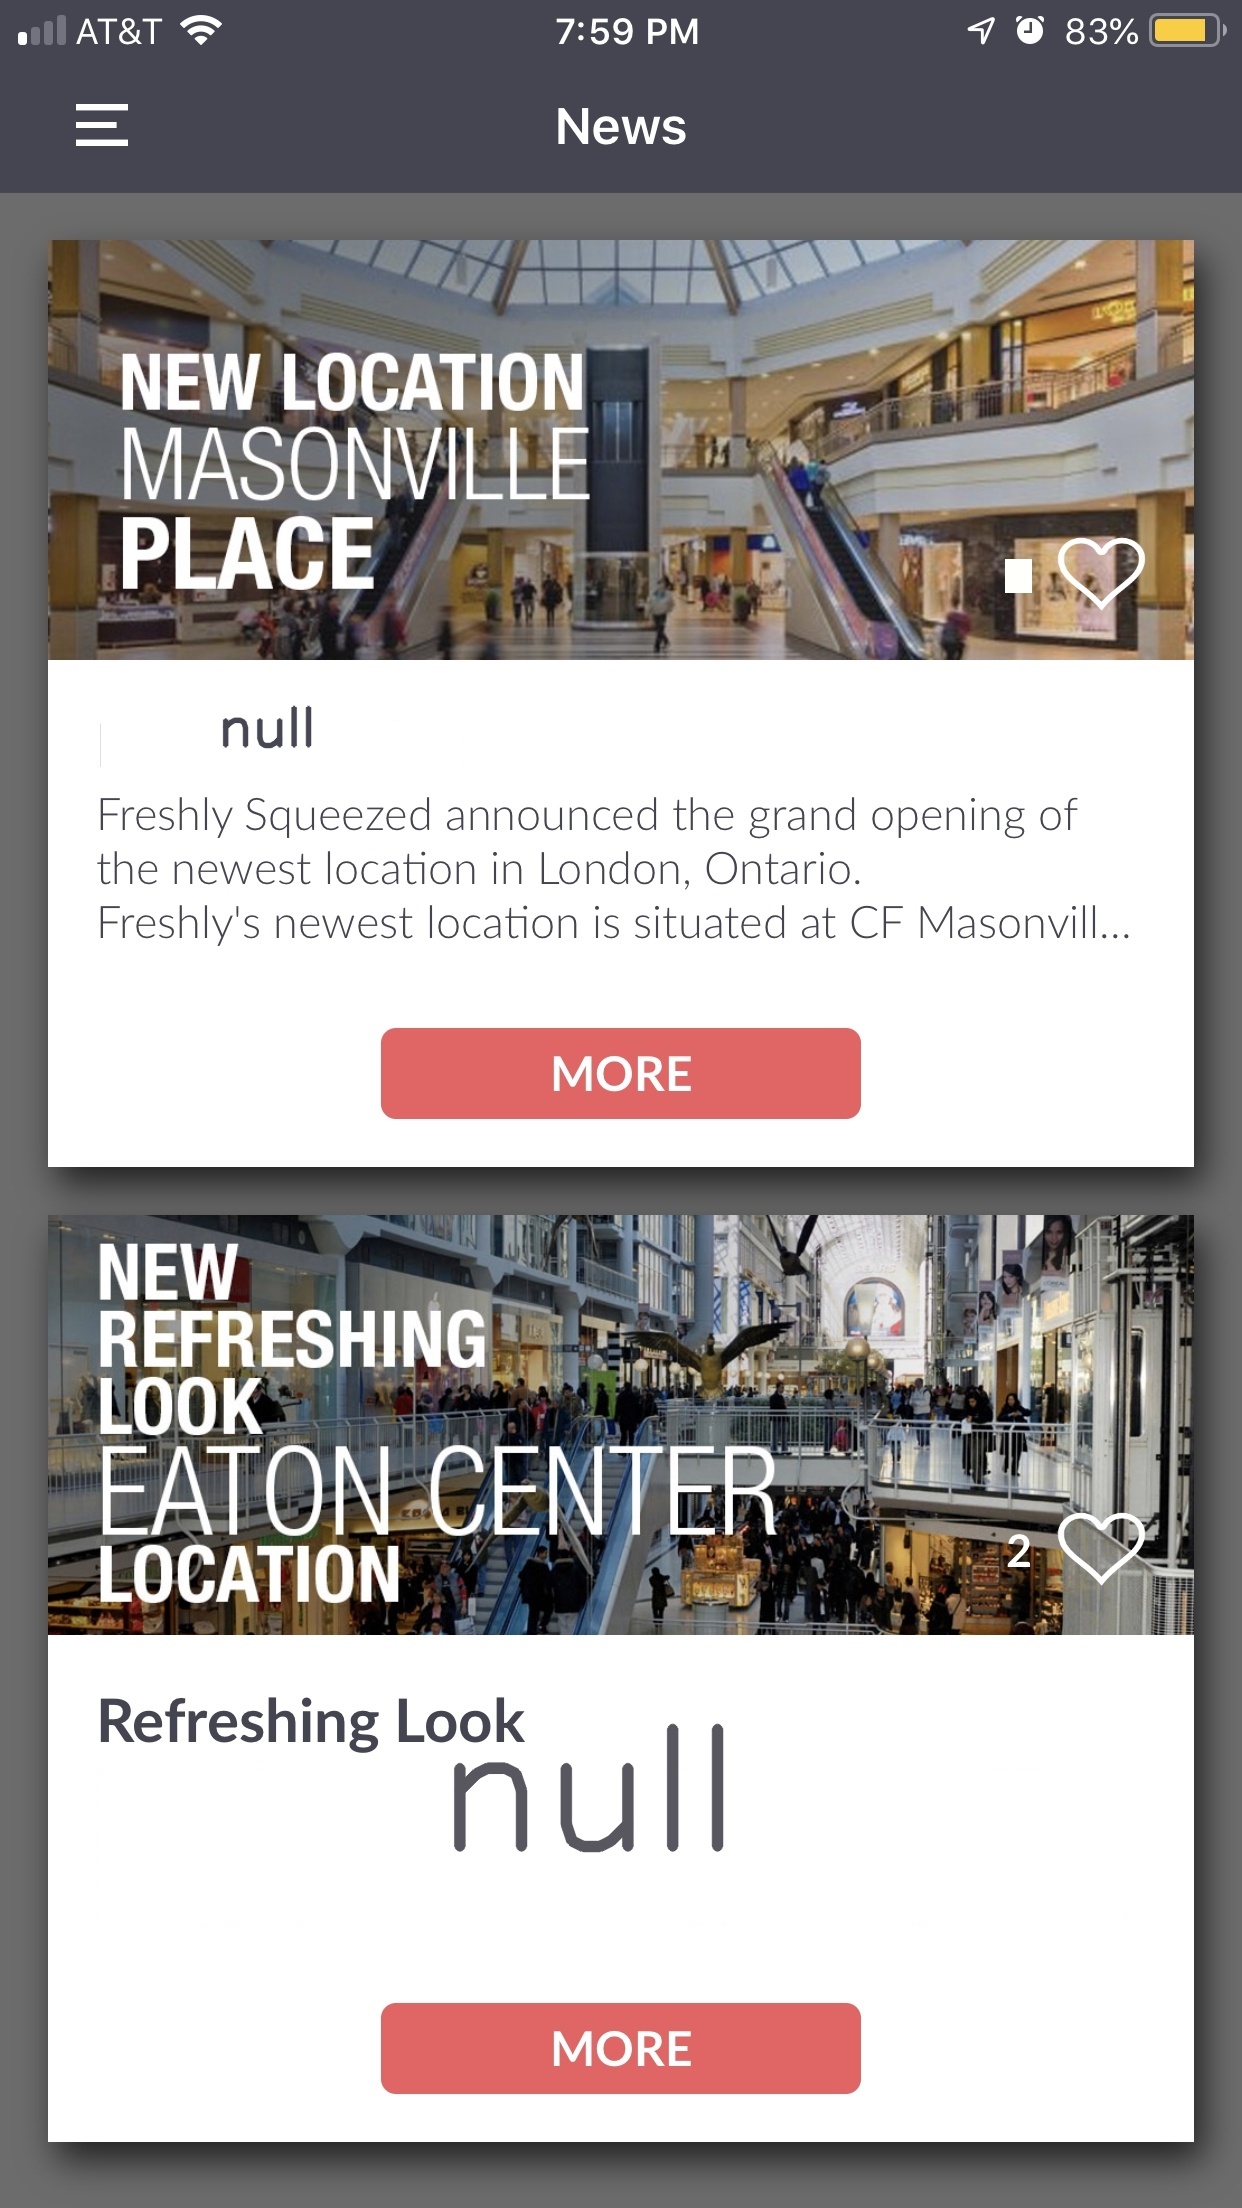 AT&T 7:59 PM 83%
News
NEW LOCATION
MASONVILLE
PLACE
null
Freshly Squeezed announced the grand opening of
the newest location in London, Ontario.
Freshly's newest location is situated at CF Masonvill...
MORE
NEW
REFRESHING
LOOK
EATON CENTER
LOCATION
2
Refreshing Look
null
MORE